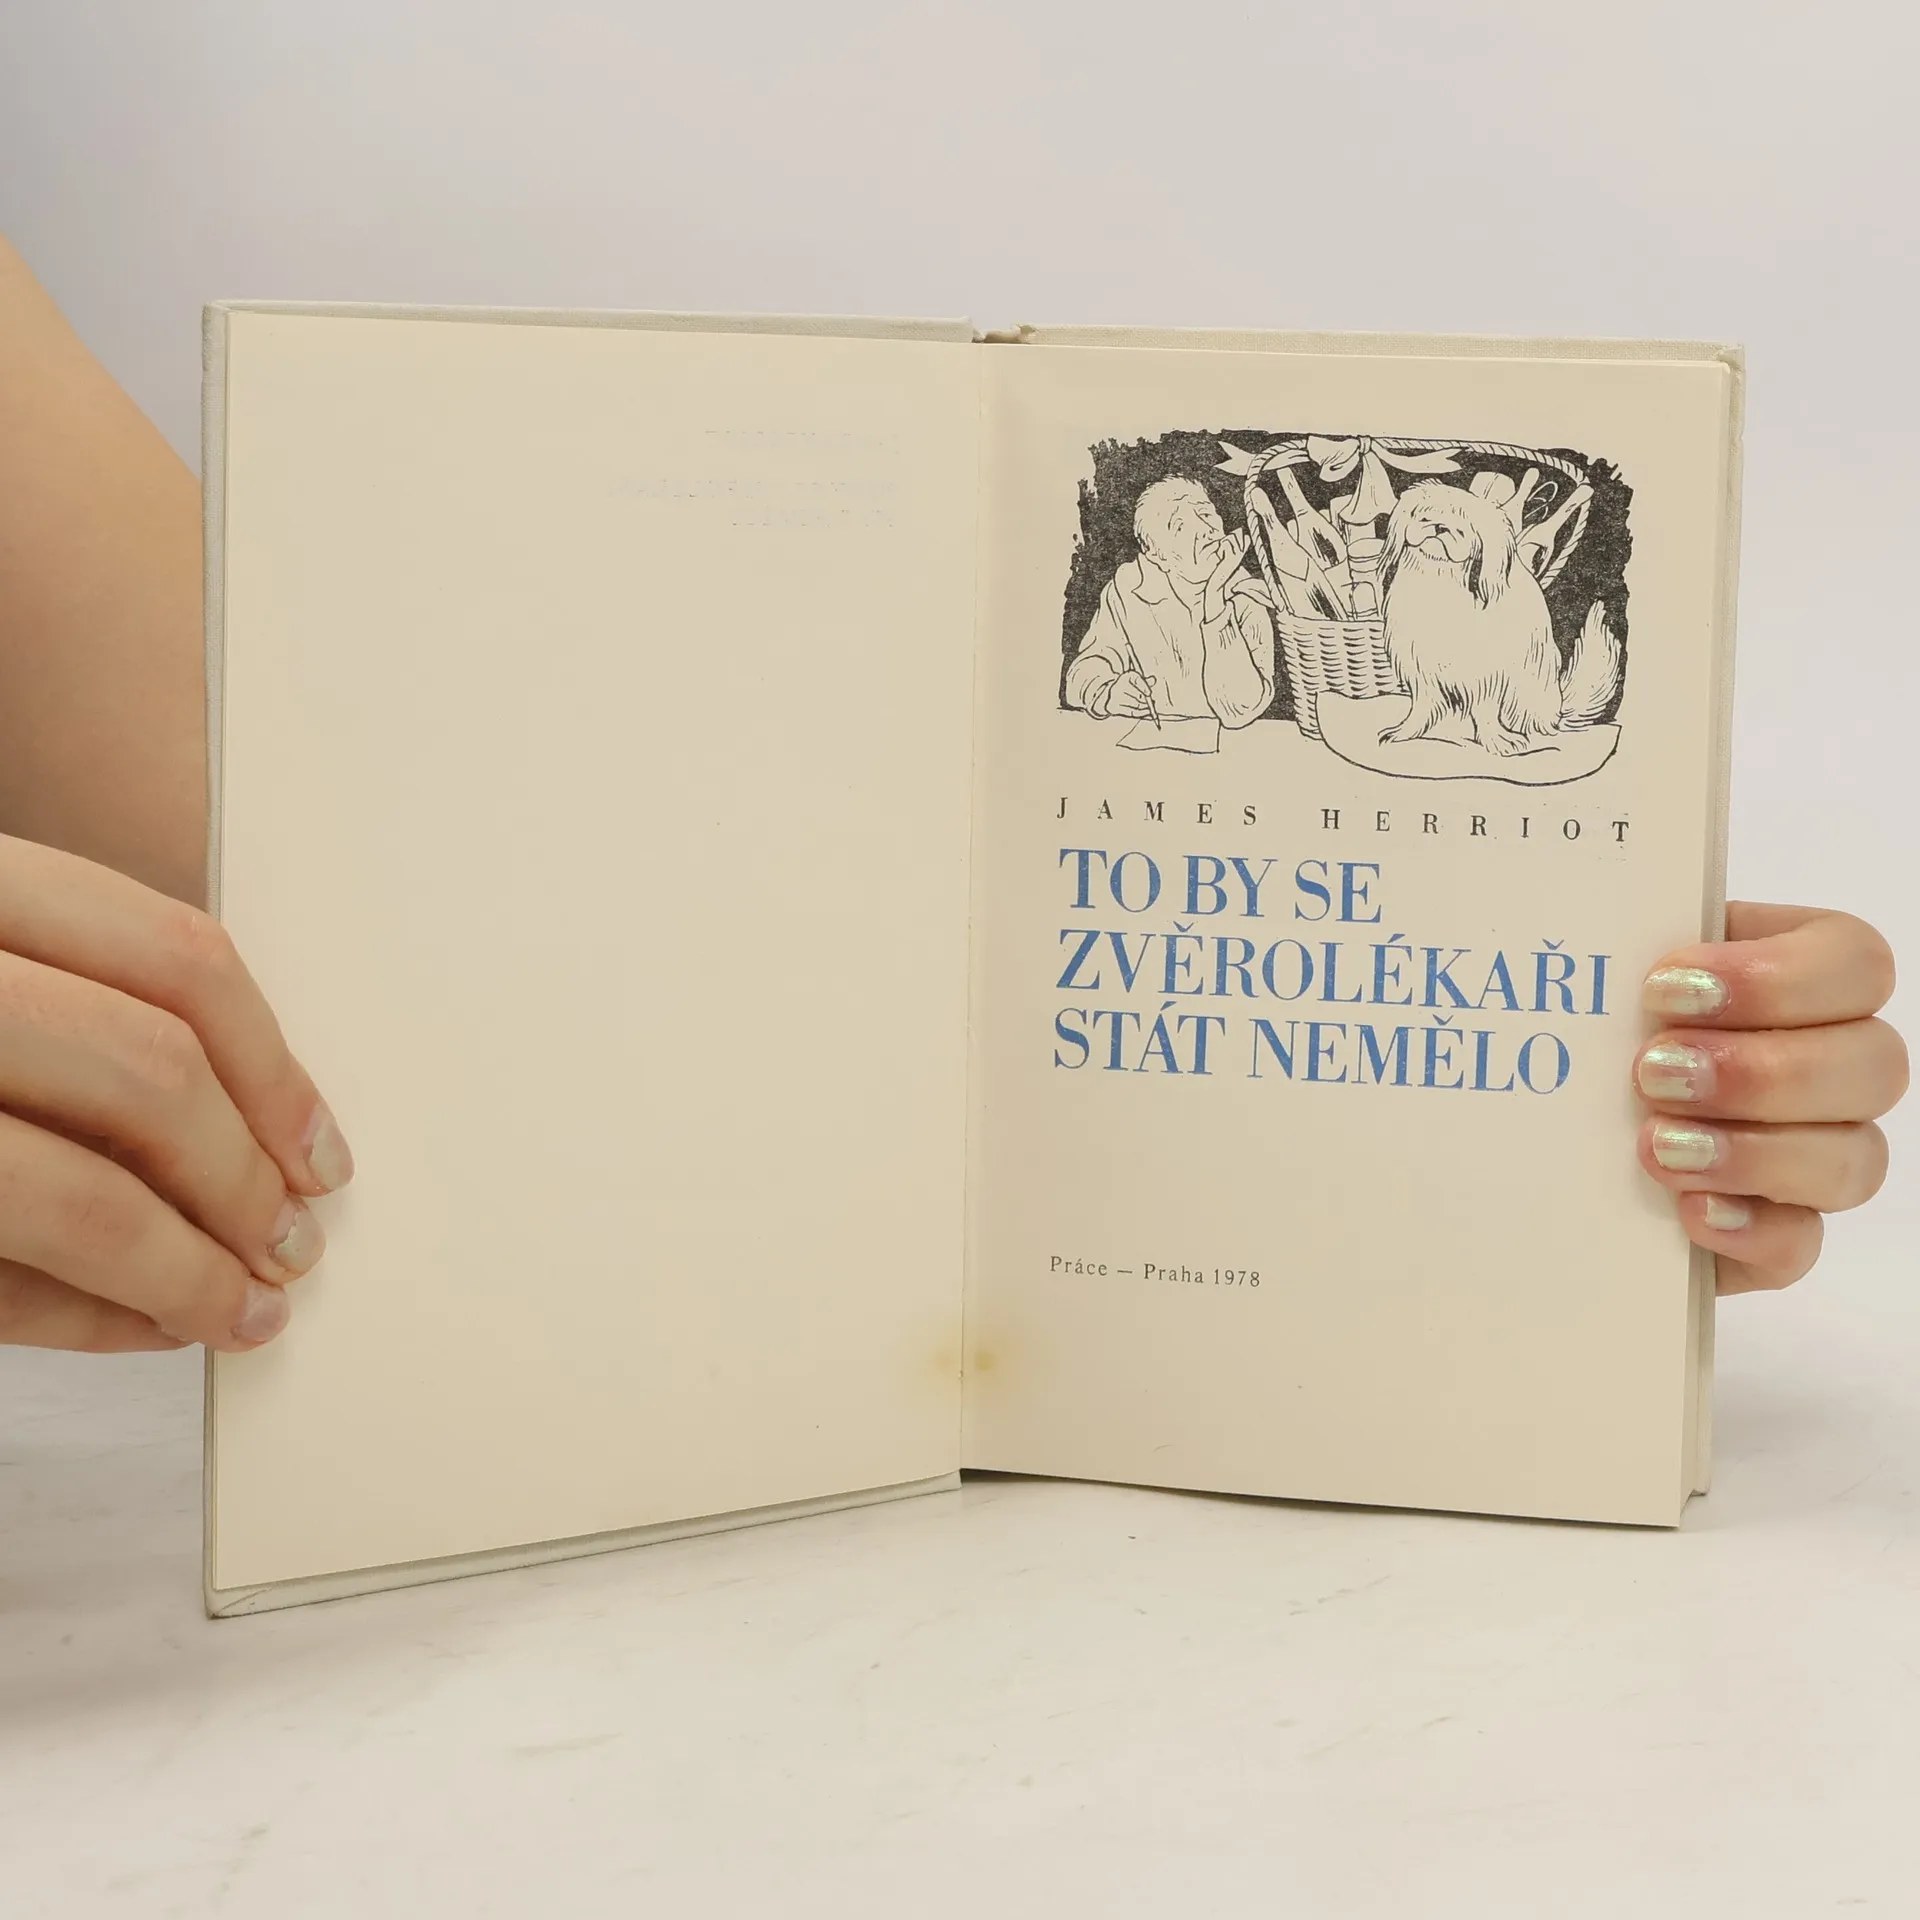 JAMES HERRIOT
TO BY SE
ZVĚROLÉKAŘI
STÁT NEMĚLO
Práce — Praha 1978